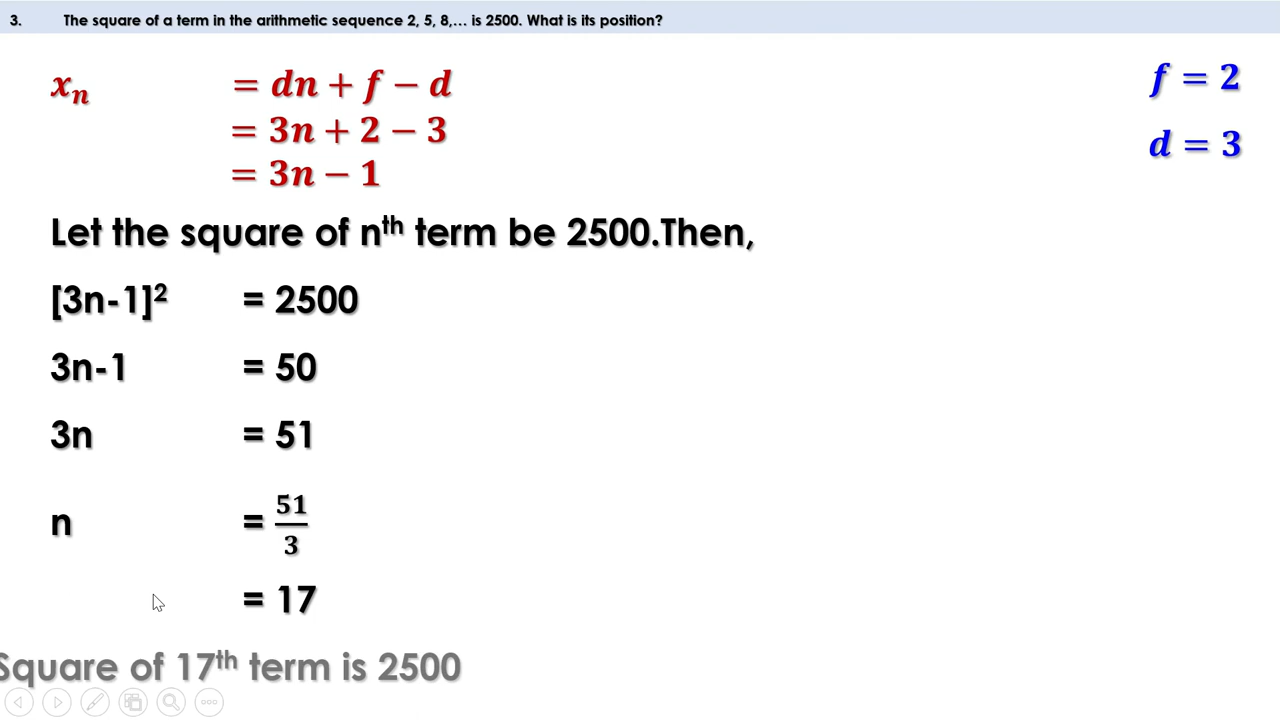 3. The square of a term in the arithmetic sequence 2, 5, 8,… is 2500. What is its position?
xₙ = dn + f − d
f = 2
= 3n + 2 − 3
d = 3
= 3n − 1
Let the square of nᵗʰ term be 2500.Then,
[3n-1]² = 2500
3n-1 = 50
3n = 51
n = 51/3
= 17
Square of 17ᵗʰ term is 2500